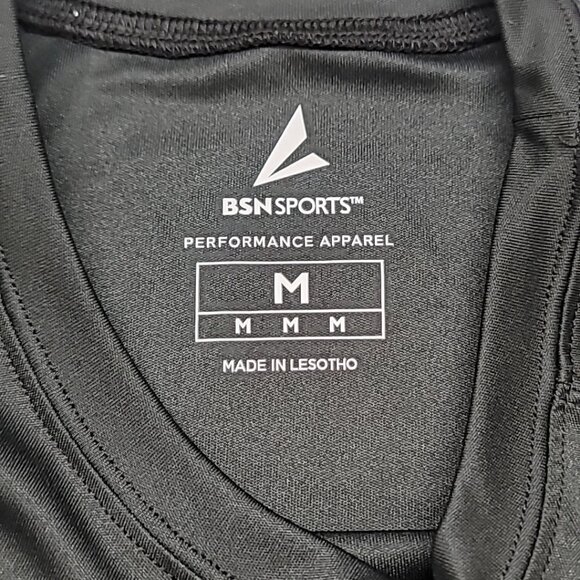 BSNSPORTS™
PERFORMANCE APPAREL
M
M M M
MADE IN LESOTHO